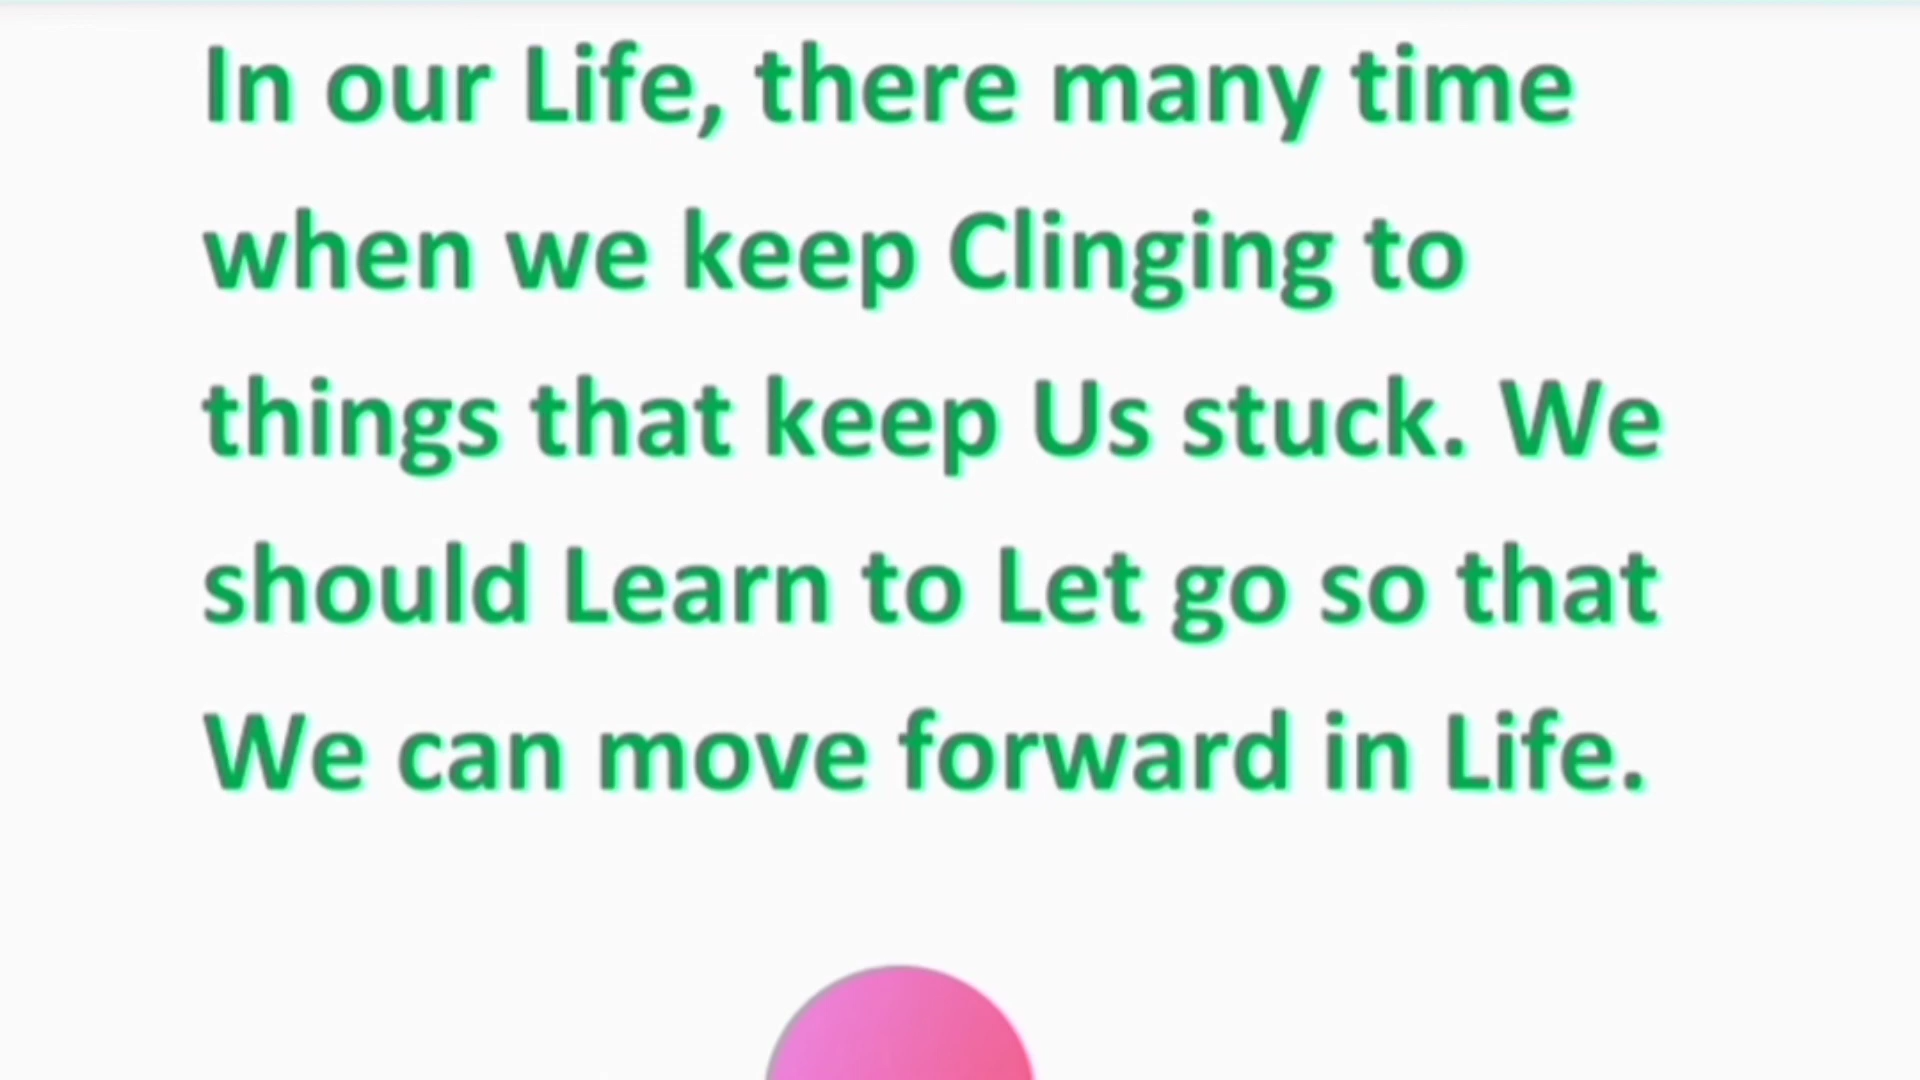 In our Life, there many time
when we keep Clinging to
things that keep Us stuck. We
should Learn to Let go so that
We can move forward in Life.